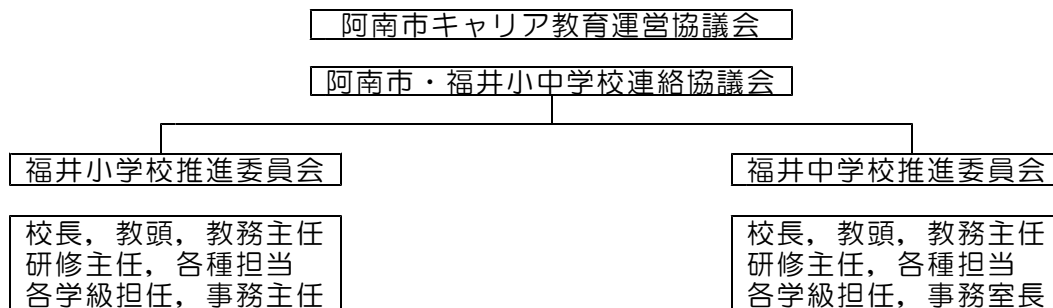 阿南市キャリア教育運営協議会
阿南市・福井小中学校連絡協議会
福井小学校推進委員会
福井中学校推進委員会
校長，教頭，教務主任
研修主任，各種担当
各学級担任，事務主任
校長，教頭，教務主任
研修主任，各種担当
各学級担任，事務室長